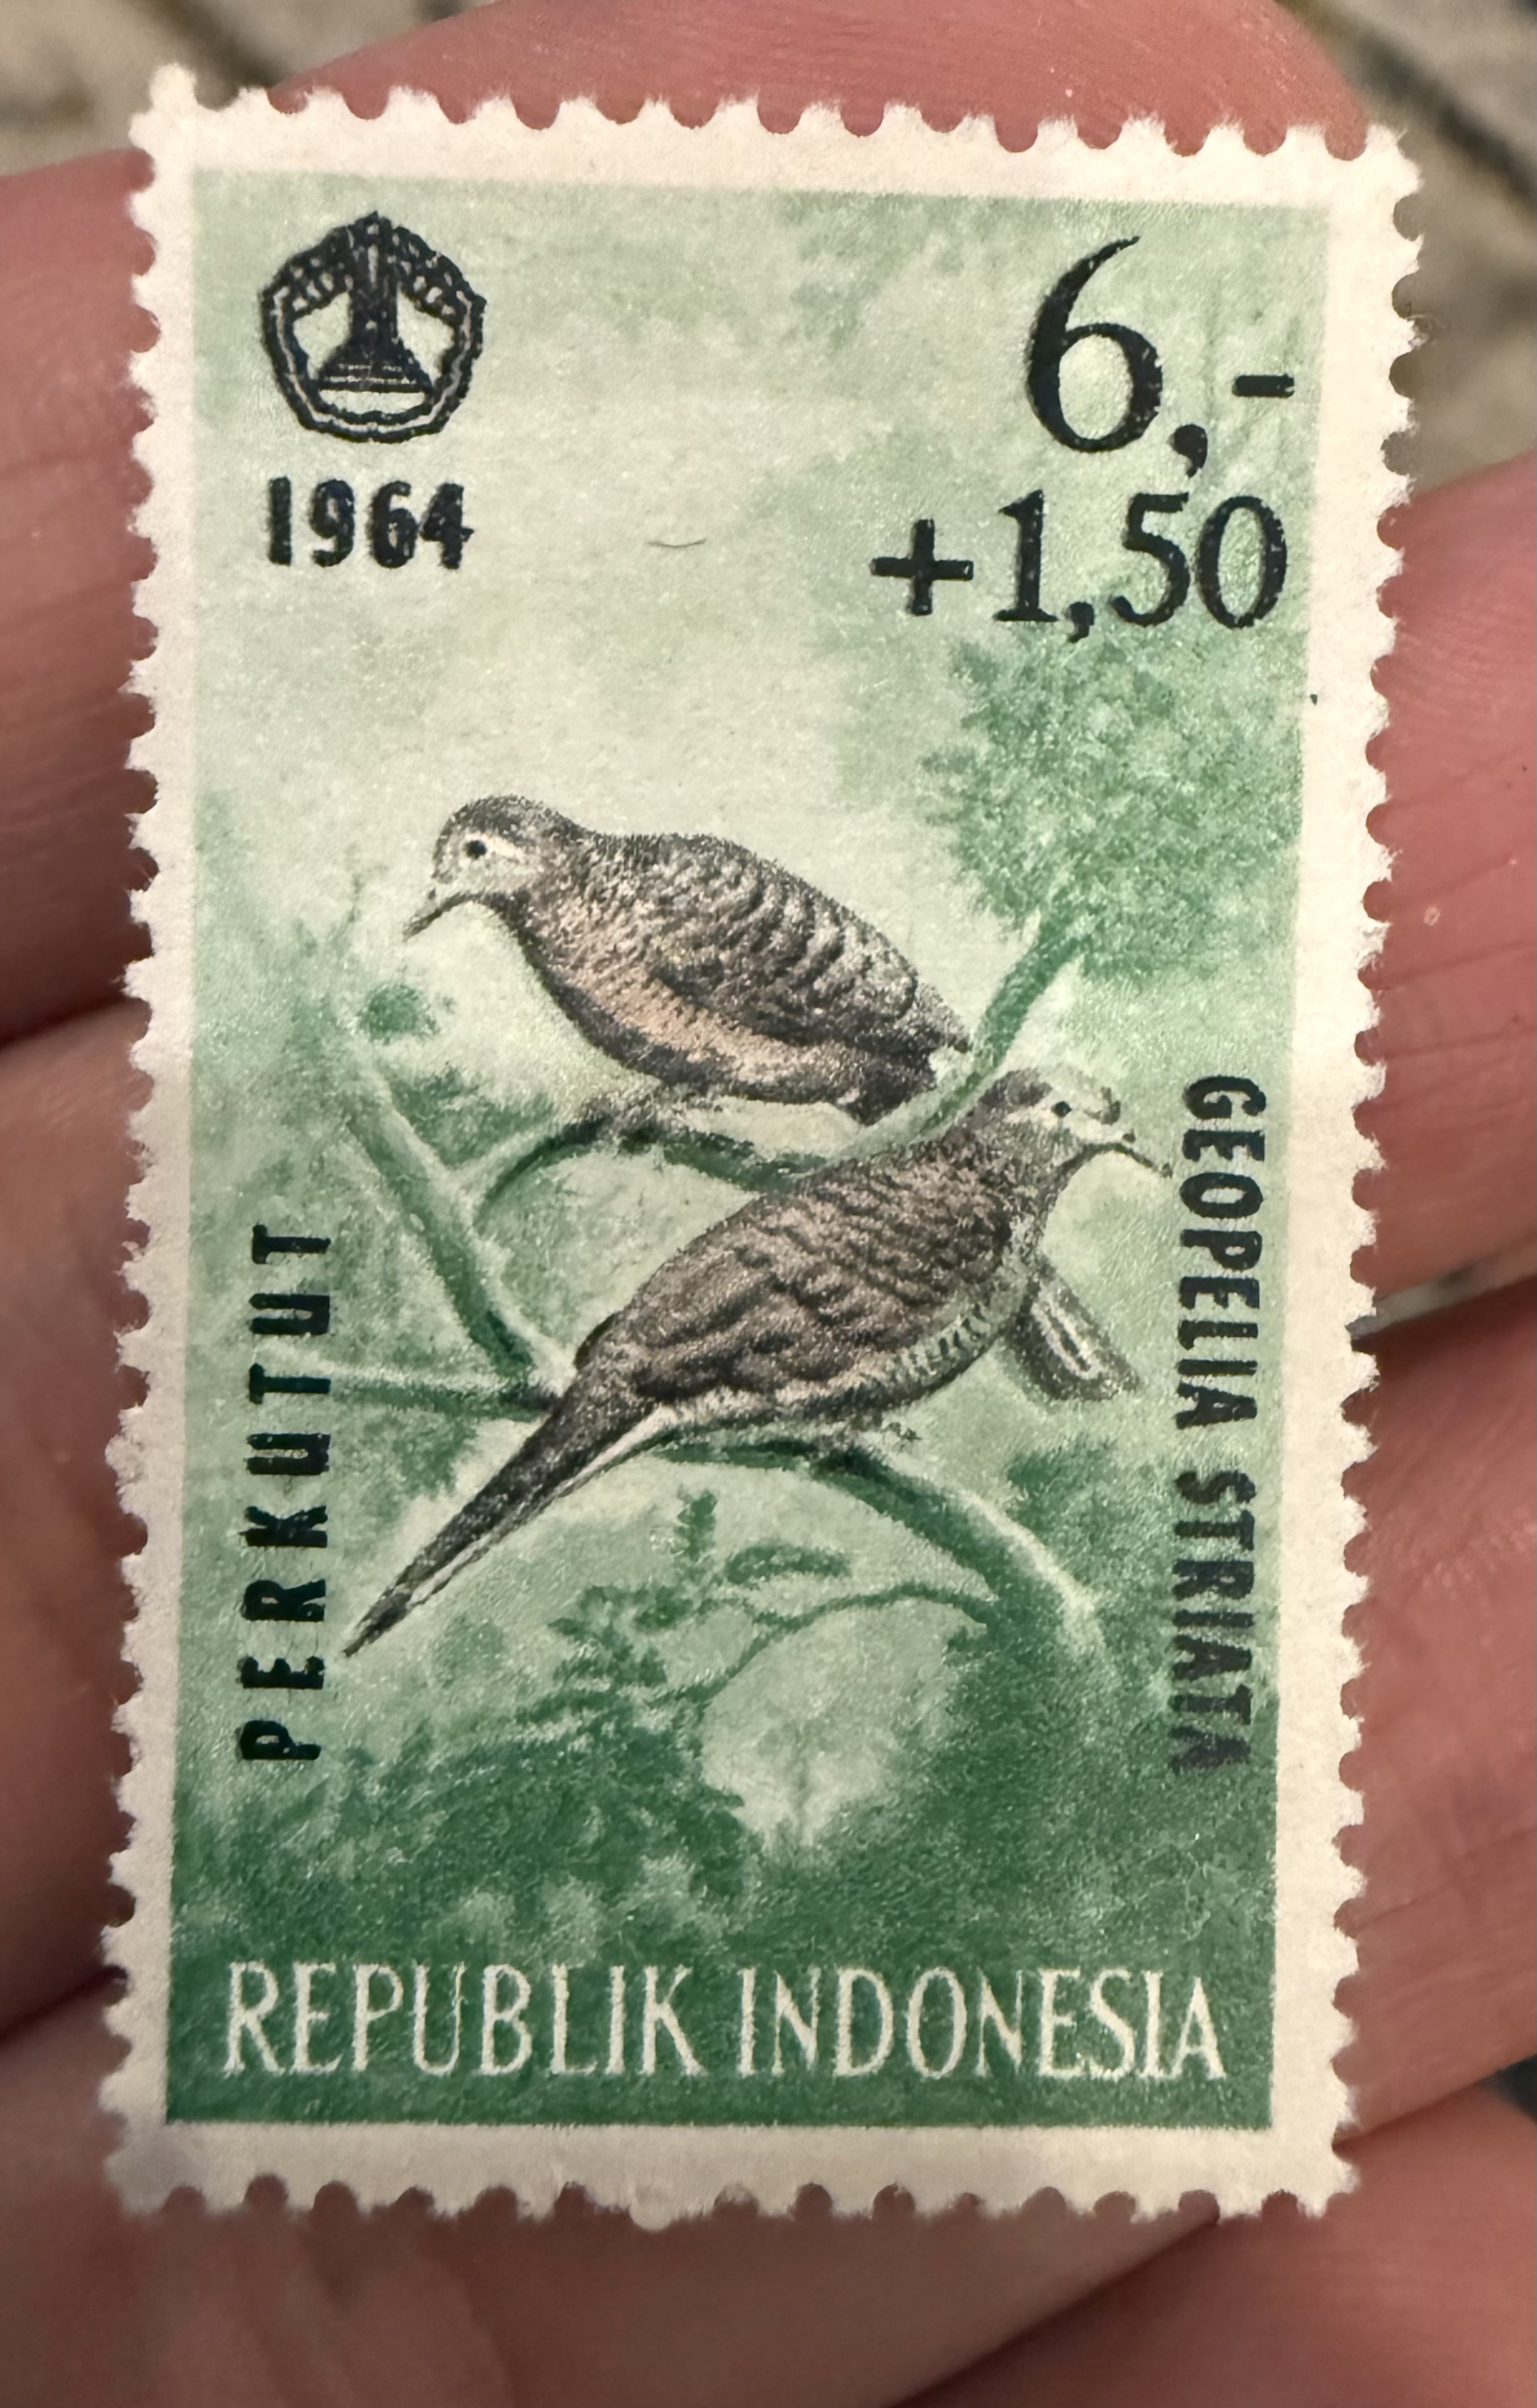 1964
6,-
+1,50
PERKUTUT
GEOPELIA STRIATA
REPUBLIK INDONESIA